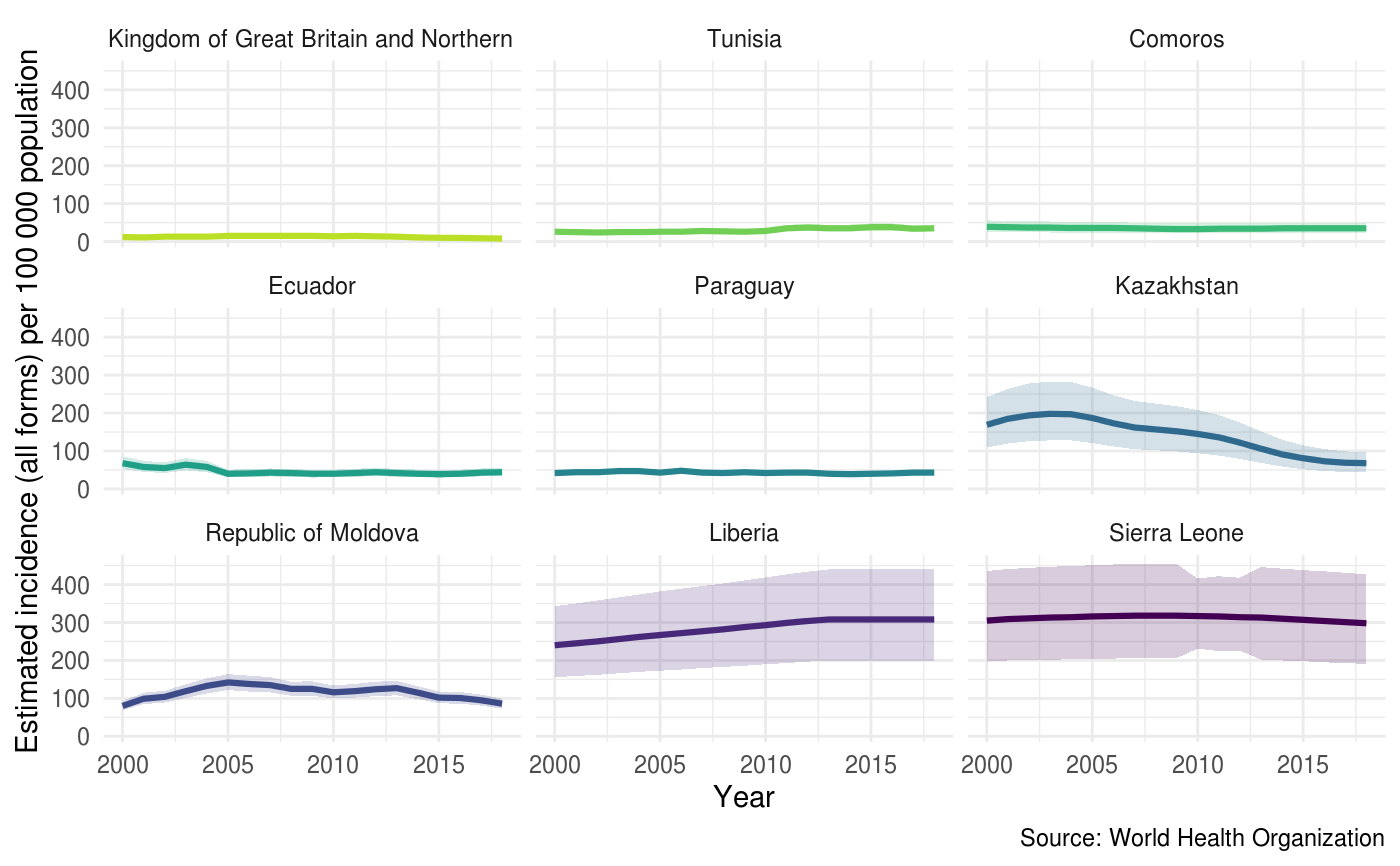 Kingdom of Great Britain and Northern
Tunisia
Comoros
400
300
200
100
0
Ecuador
Paraguay
Kazakhstan
400
300
200
100
0
Republic of Moldova
Liberia
Sierra Leone
400
300
200
100
0
2000 2005 2010 2015
2000 2005 2010 2015
2000 2005 2010 2015
Estimated incidence (all forms) per 100 000 population
Year
Source: World Health Organization